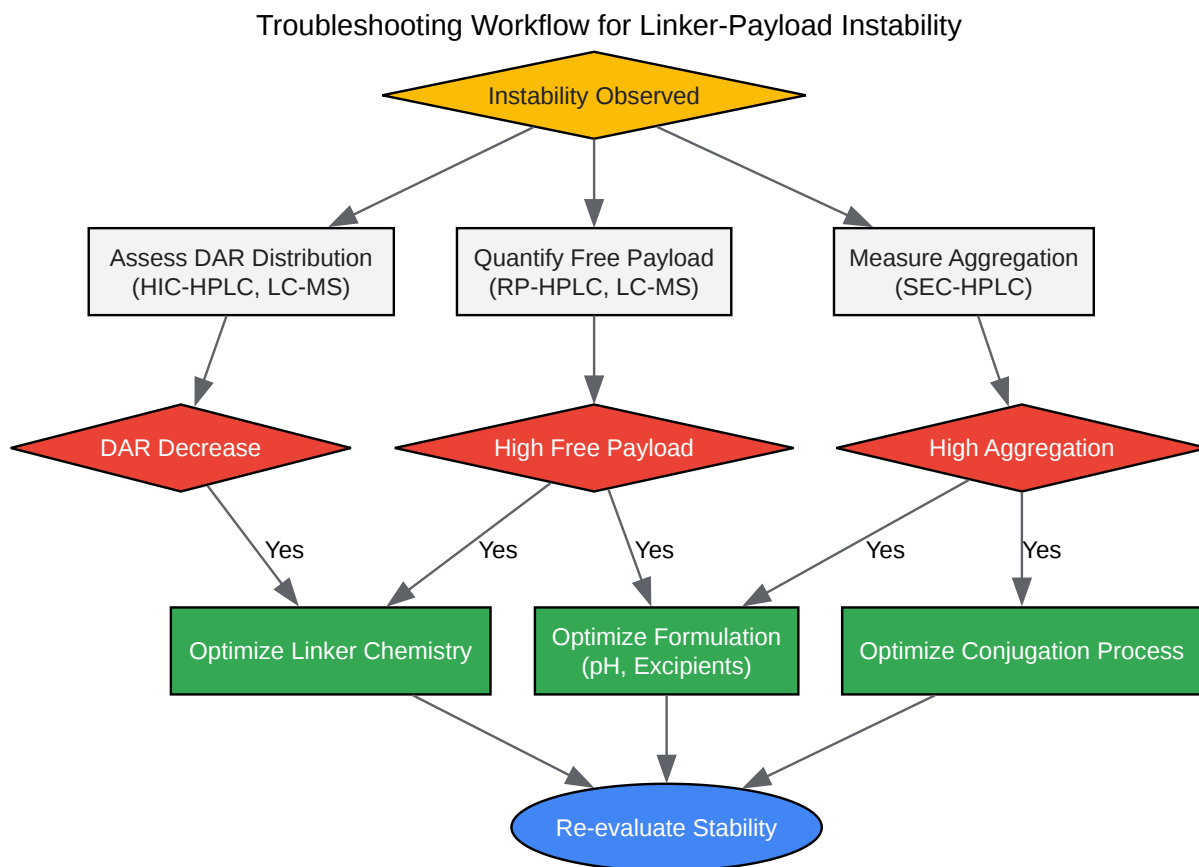 Troubleshooting Workflow for Linker-Payload Instability
Instability Observed
Assess DAR Distribution
(HIC-HPLC, LC-MS)
Quantify Free Payload
(RP-HPLC, LC-MS)
Measure Aggregation
(SEC-HPLC)
DAR Decrease
High Free Payload
High Aggregation
Yes
Yes
Yes
Yes
Yes
Optimize Linker Chemistry
Optimize Formulation
(pH, Excipients)
Optimize Conjugation Process
Re-evaluate Stability